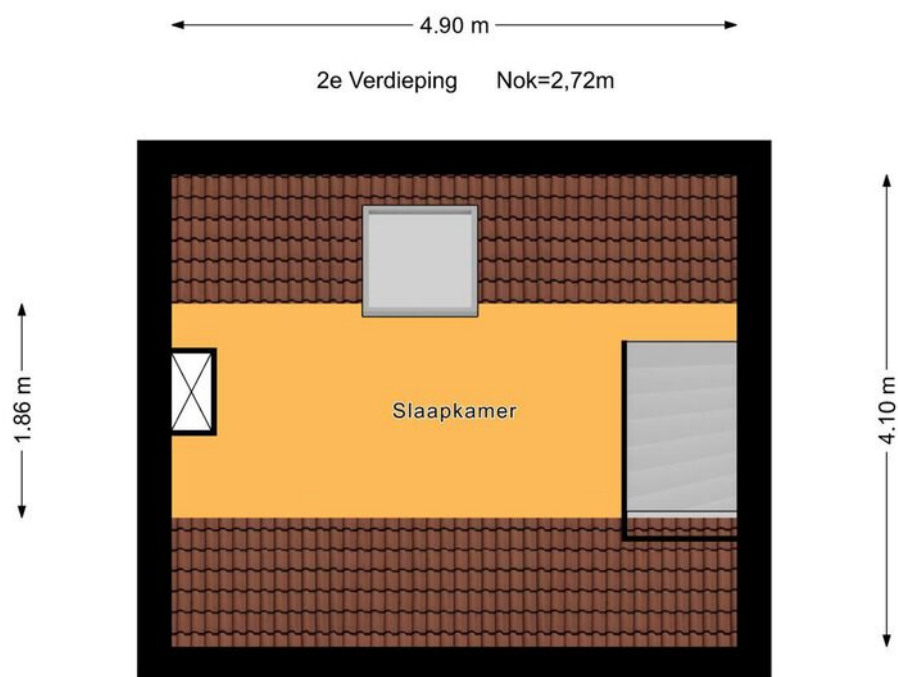 4.90 m
2e Verdieping Nok=2,72m
1.86 m
Slaapkamer
4.10 m